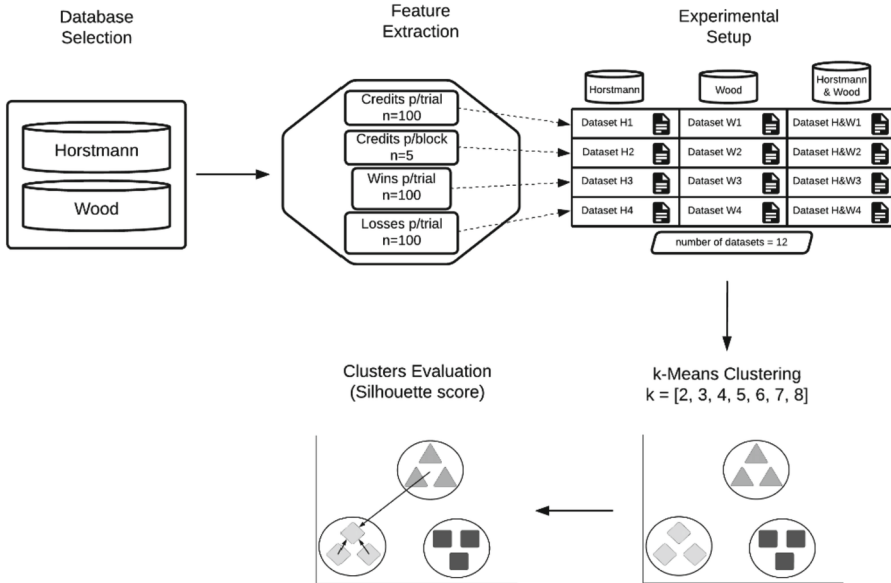 Database
Selection
Feature
Extraction
Experimental
Setup
Horstmann
Wood
Credits p/trial
n=100
Credits p/block
n=5
Wins p/trial
n=100
Losses p/trial
n=100
Horstmann
Wood
Horstmann
& Wood
Dataset H1
Dataset W1
Dataset H&W1
Dataset H2
Dataset W2
Dataset H&W2
Dataset H3
Dataset W3
Dataset H&W3
Dataset H4
Dataset W4
Dataset H&W4
number of datasets = 12
Clusters Evaluation
(Silhouette score)
k-Means Clustering
k = [2, 3, 4, 5, 6, 7, 8]